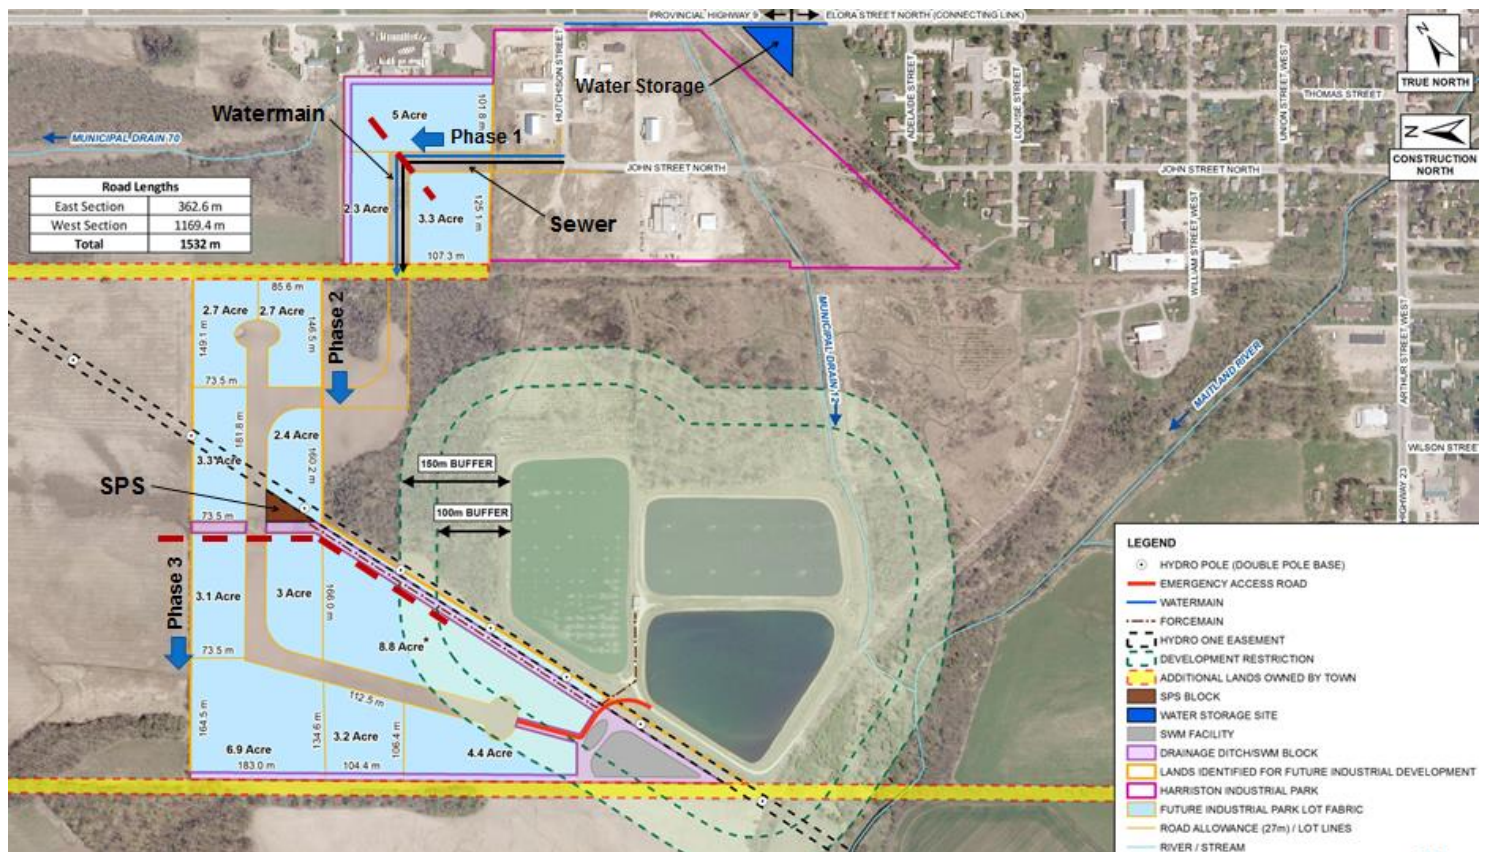 PROVINCIAL HIGHWAY 9
ELORA STREET NORTH (CONNECTING LINK)
HUTCHISON STREET
Water Storage
ADELAIDE STREET
LOUISE STREET
UNION STREET WEST
THOMAS STREET
N
TRUE NORTH
N
CONSTRUCTION
NORTH
Watermain
5 Acre
101.8 m
Phase 1
MUNICIPAL DRAIN 70
JOHN STREET NORTH
JOHN STREET NORTH
Road Lengths
East Section 362.6 m
West Section 1169.4 m
Total 1532 m
2.3 Acre
3.3 Acre
125.1 m
Sewer
107.3 m
WILLIAM STREET WEST
85.6 m
2.7 Acre
2.7 Acre
149.1 m
146.5 m
Phase 2
MUNICIPAL DRAIN 12
MAITLAND RIVER
ARTHUR STREET WEST
73.5 m
181.8 m
2.4 Acre
3.3 Acre
160.2 m
150m BUFFER
WILSON STREE
SPS
100m BUFFER
HIGHWAY 23
73.5 m
Phase 3
3.1 Acre
3 Acre
166.0 m
8.8 Acre*
73.5 m
112.5 m
164.5 m
134.6 m
3.2 Acre
106.4 m
6.9 Acre
4.4 Acre
183.0 m
104.4 m
LEGEND
HYDRO POLE (DOUBLE POLE BASE)
EMERGENCY ACCESS ROAD
WATERMAIN
FORCEMAIN
HYDRO ONE EASEMENT
DEVELOPMENT RESTRICTION
ADDITIONAL LANDS OWNED BY TOWN
SPS BLOCK
WATER STORAGE SITE
SWM FACILITY
DRAINAGE DITCH/SWM BLOCK
LANDS IDENTIFIED FOR FUTURE INDUSTRIAL DEVELOPMENT
HARRISTON INDUSTRIAL PARK
FUTURE INDUSTRIAL PARK LOT FABRIC
ROAD ALLOWANCE (27m) / LOT LINES
RIVER / STREAM